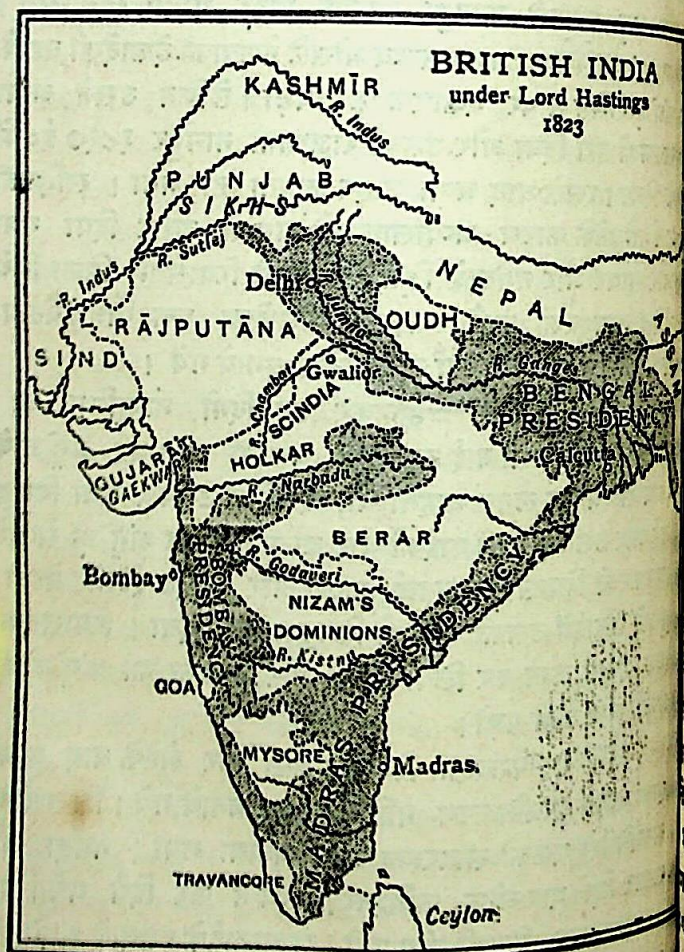 BRITISH INDIA
under Lord Hastings
1823
KASHMĪR
R. Indus
PUNJAB
SIKHS
R. Sutlej
R. Indus
Delhi
Jumna
NEPAL
OUDH
RĀJPUTĀNA
SIND
Gwalior
R. Chambal
SCINDIA
R. Ganges
BENGAL
PRESIDENCY
Calcutta
GUJARĀT
GAEKWAR
HOLKAR
R. Narbada
BERAR
Bombay
BOMBAY
PRESIDENCY
R. Godaveri
NIZAM'S
DOMINIONS
R. Kistna
GOA
MYSORE
MADRAS PRESIDENCY
Madras.
TRAVANCORE
Ceylon.